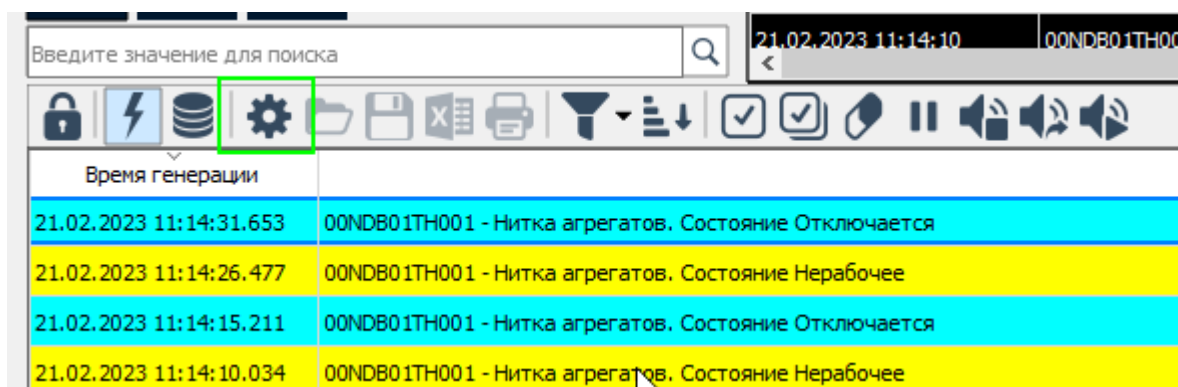 Введите значение для поиска
21.02.2023 11:14:10 00NDB01TH00
Время генерации
21.02.2023 11:14:31.653 00NDB01TH001 - Нитка агрегатов. Состояние Отключается
21.02.2023 11:14:26.477 00NDB01TH001 - Нитка агрегатов. Состояние Нерабочее
21.02.2023 11:14:15.211 00NDB01TH001 - Нитка агрегатов. Состояние Отключается
21.02.2023 11:14:10.034 00NDB01TH001 - Нитка агрегатов. Состояние Нерабочее